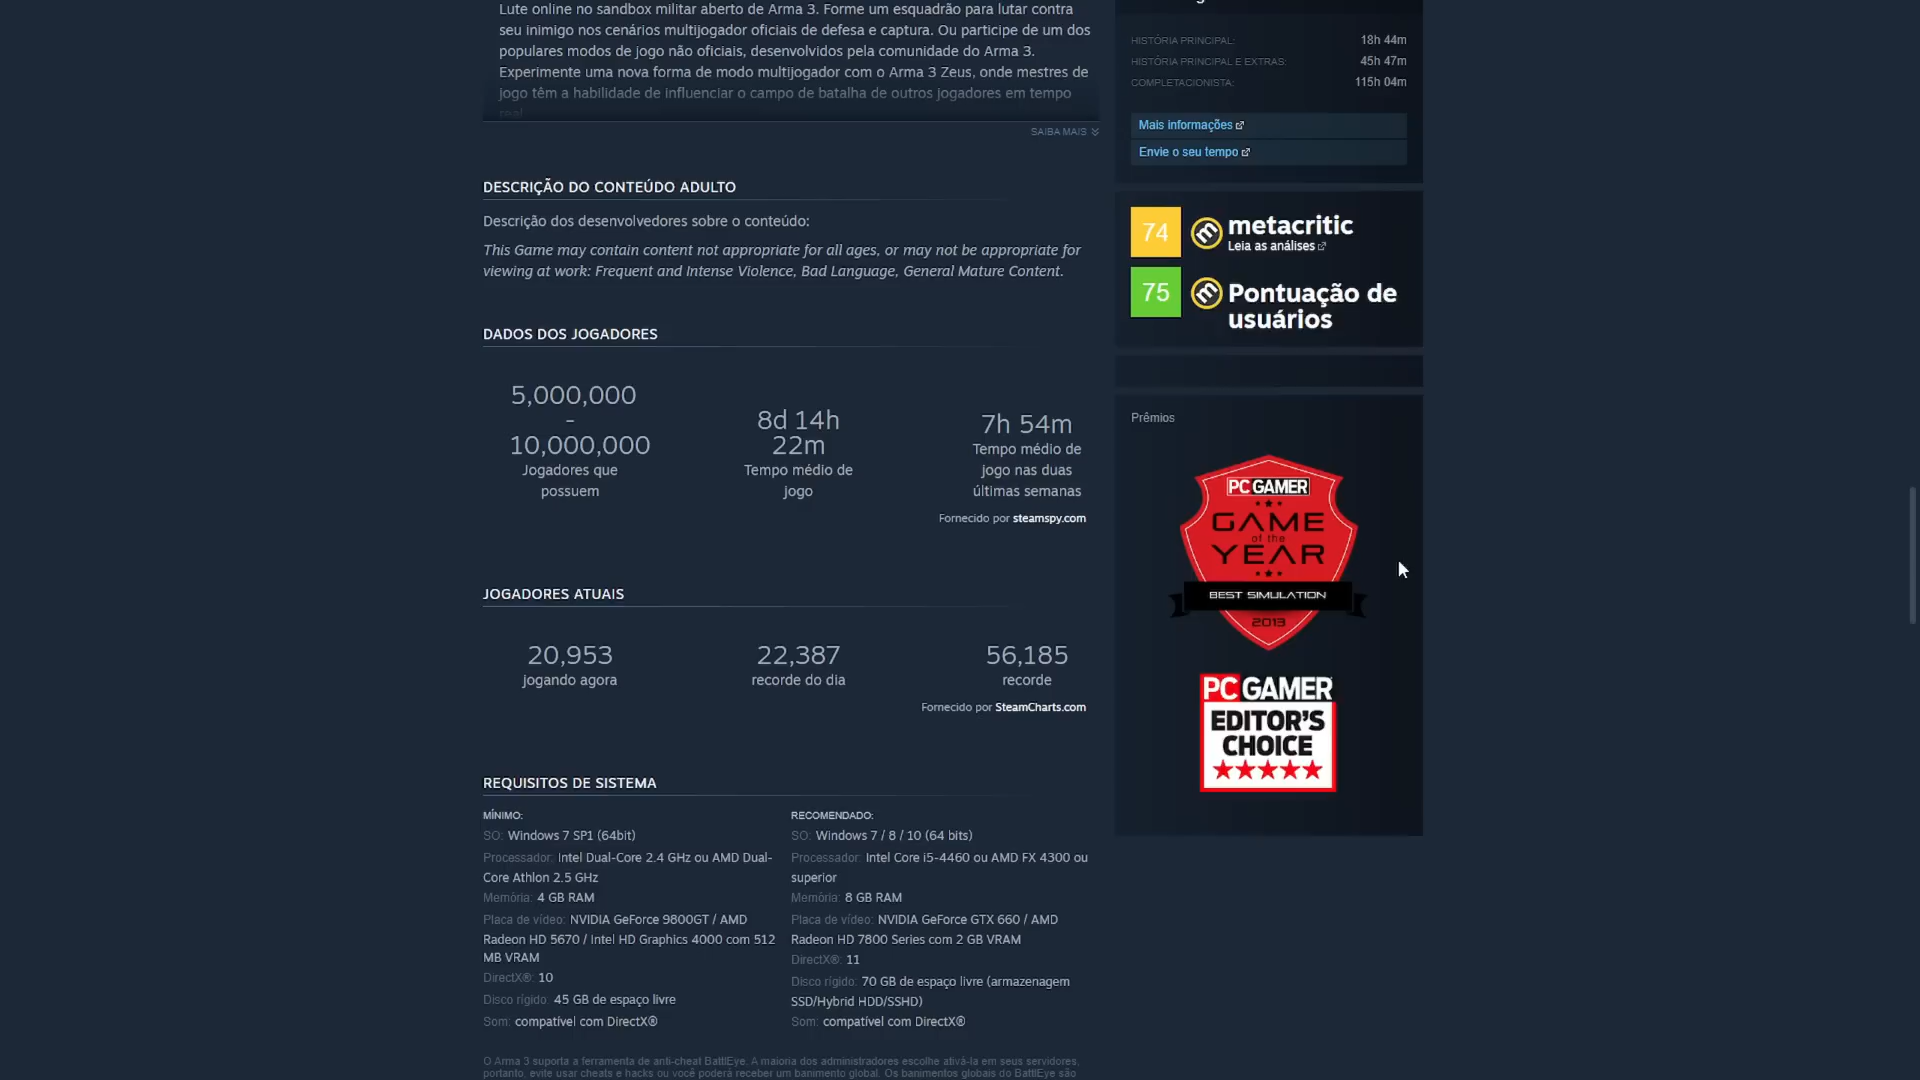 Lute online no sandbox militar aberto de Arma 3. Forme um esquadrão para lutar contra
seu inimigo nos cenários multijogador oficiais de defesa e captura. Ou participe de um dos
populares modos de jogo não oficiais, desenvolvidos pela comunidade do Arma 3.
Experimente uma nova forma de modo multijogador com o Arma 3 Zeus, onde mestres de
jogo têm a habilidade de influenciar o campo de batalha de outros jogadores em tempo
real
SAIBA MAIS
DESCRIÇÃO DO CONTEÚDO ADULTO
Descrição dos desenvolvedores sobre o conteúdo:
This Game may contain content not appropriate for all ages, or may not be appropriate for
viewing at work: Frequent and Intense Violence, Bad Language, General Mature Content.
DADOS DOS JOGADORES
5,000,000
-
10,000,000
Jogadores que
possuem
8d 14h
22m
Tempo médio de
jogo
7h 54m
Tempo médio de
jogo nas duas
últimas semanas
Fornecido por steamspy.com
JOGADORES ATUAIS
20,953
jogando agora
22,387
recorde do dia
56,185
recorde
Fornecido por SteamCharts.com
REQUISITOS DE SISTEMA
MÍNIMO:
SO: Windows 7 SP1 (64bit)
Processador: Intel Dual-Core 2.4 GHz ou AMD Dual-
Core Athlon 2.5 GHz
Memória: 4 GB RAM
Placa de vídeo: NVIDIA GeForce 9800GT / AMD
Radeon HD 5670 / Intel HD Graphics 4000 com 512
MB VRAM
DirectX®: 10
Disco rígido: 45 GB de espaço livre
Som: compatível com DirectX®
RECOMENDADO:
SO: Windows 7 / 8 / 10 (64 bits)
Processador: Intel Core i5-4460 ou AMD FX 4300 ou
superior
Memória: 8 GB RAM
Placa de vídeo: NVIDIA GeForce GTX 660 / AMD
Radeon HD 7800 Series com 2 GB VRAM
DirectX®: 11
Disco rígido: 70 GB de espaço livre (armazenagem
SSD/Hybrid HDD/SSHD)
Som: compatível com DirectX®
O Arma 3 suporta a ferramenta de anti-cheat BattlEye. A maioria dos administradores escolhe ativá-la em seus servidores,
portanto, evite usar cheats e hacks ou você poderá receber um banimento global. Os banimentos globais do BattlEye são
HISTÓRIA PRINCIPAL: 18h 44m
HISTÓRIA PRINCIPAL E EXTRAS: 45h 47m
COMPLETACIONISTA: 115h 04m
Mais informações
Envie o seu tempo
74 m metacritic
Leia as análises
75 m Pontuação de
usuários
Prêmios
PC GAMER
GAME
of the
YEAR
BEST SIMULATION
2013
PC GAMER
EDITOR'S
CHOICE